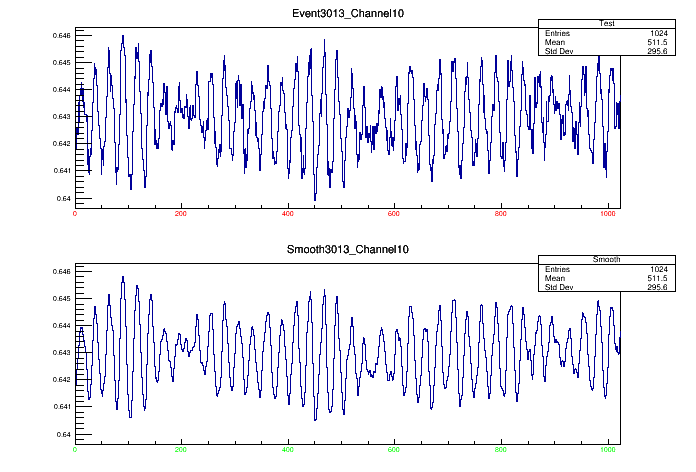 Event3013_Channel10
Test
Entries 1024
Mean 511.5
Std Dev 295.6
0.646
0.645
0.644
0.643
0.642
0.641
0.64
0 200 400 600 800 1000
Smooth3013_Channel10
Smooth
Entries 1024
Mean 511.5
Std Dev 295.6
0.646
0.645
0.644
0.643
0.642
0.641
0.64
0 200 400 600 800 1000